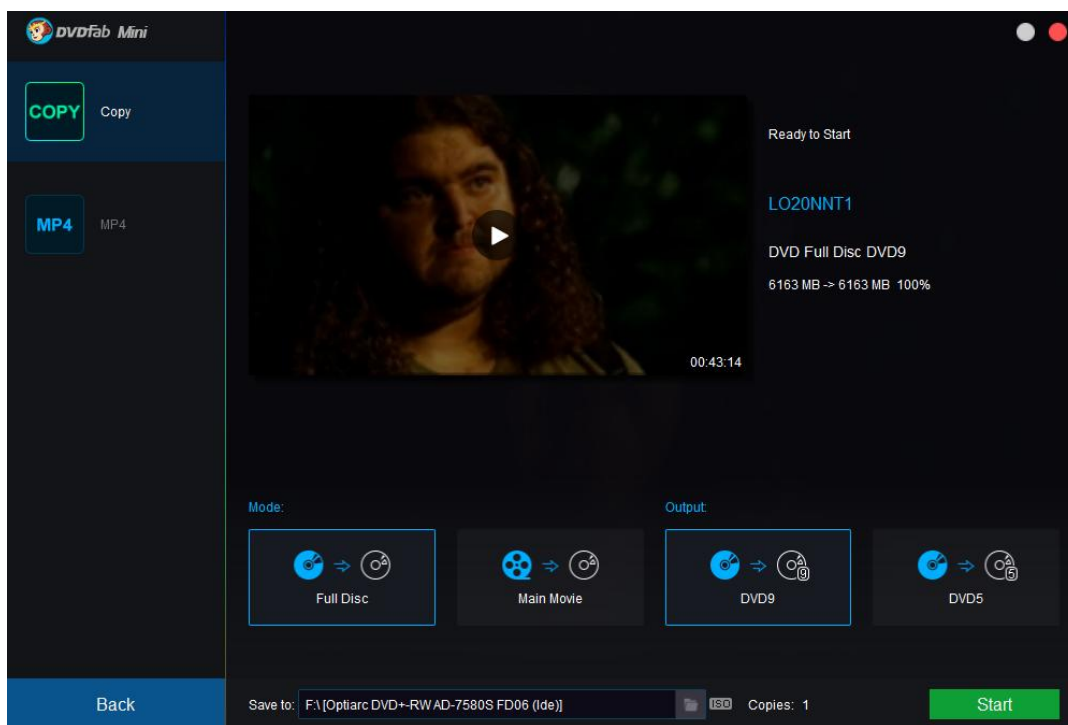 DVDFab Mini
COPY Copy
MP4 MP4
Ready to Start
LO20NNT1
DVD Full Disc DVD9
6163 MB -> 6163 MB 100%
00:43:14
Mode:
Output:
Full Disc
Main Movie
9
DVD9
5
DVD5
Back
Save to: F:\ [Optiarc DVD+-RW AD-7580S FD06 (Ide)]
ISO
Copies: 1
Start